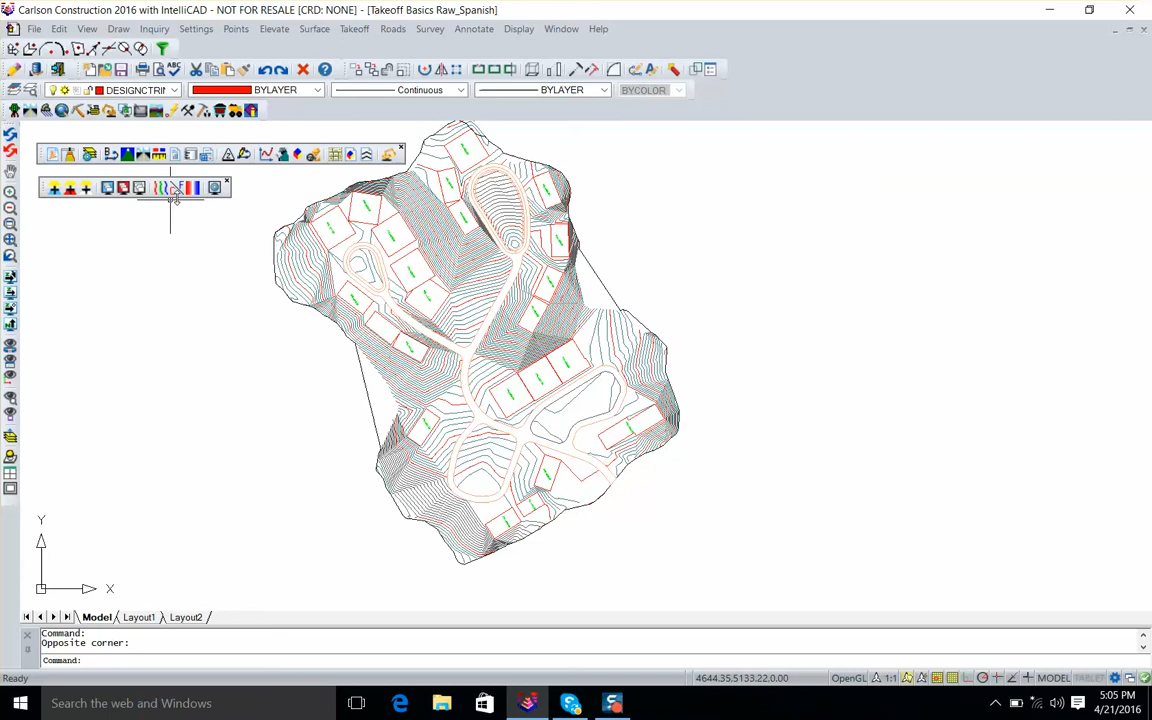 Carlson Construction 2016 with IntelliCAD - NOT FOR RESALE [CRD: NONE] - [Takeoff Basics Raw_Spanish]
File Edit View Draw Inquiry Settings Points Elevate Surface Takeoff Roads Survey Annotate Display Window Help
DESIGNCTRIN BYLAYER Continuous BYLAYER BYCOLOR
Y
X
Model Layout1 Layout2
Command:
Opposite corner:
Command:
Ready 4644.35,5133.22,0.00 OpenGL 1:1 MODEL TABLET
Search the web and Windows
5:05 PM
4/21/2016